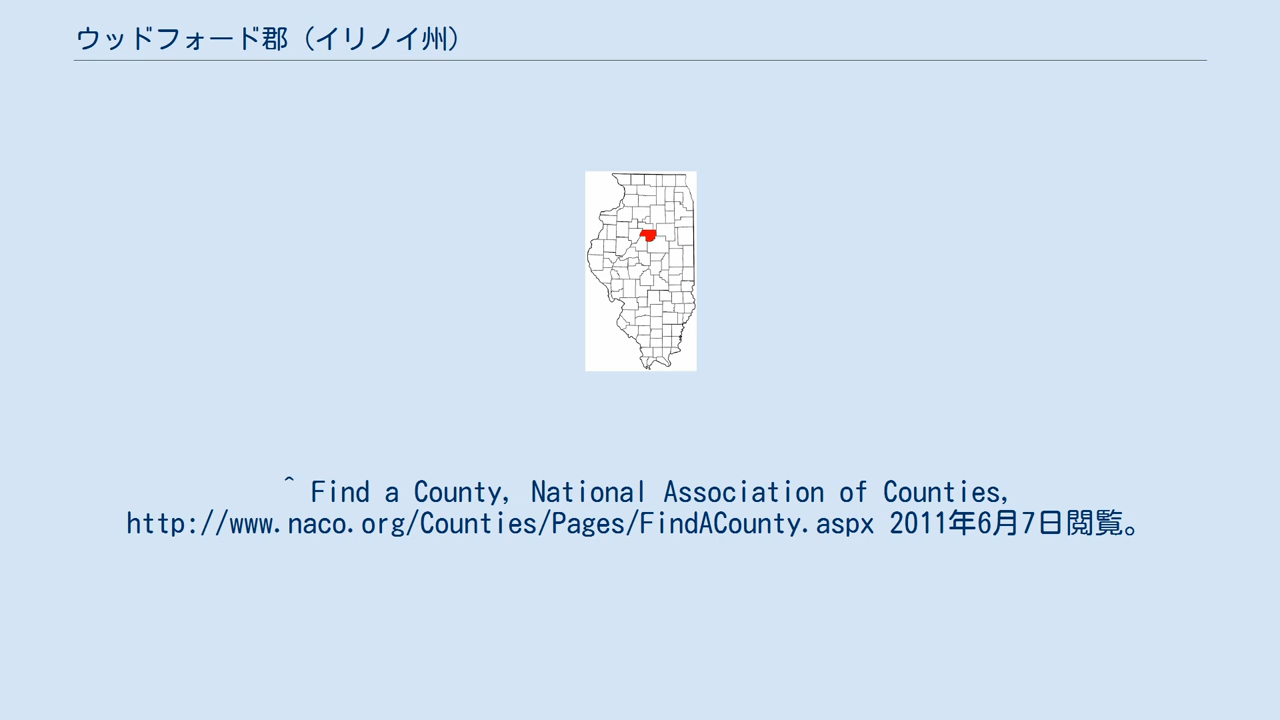 ウッドフォード郡（イリノイ州）
^ Find a County, National Association of Counties,
http://www.naco.org/Counties/Pages/FindACounty.aspx 2011年6月7日閲覧。